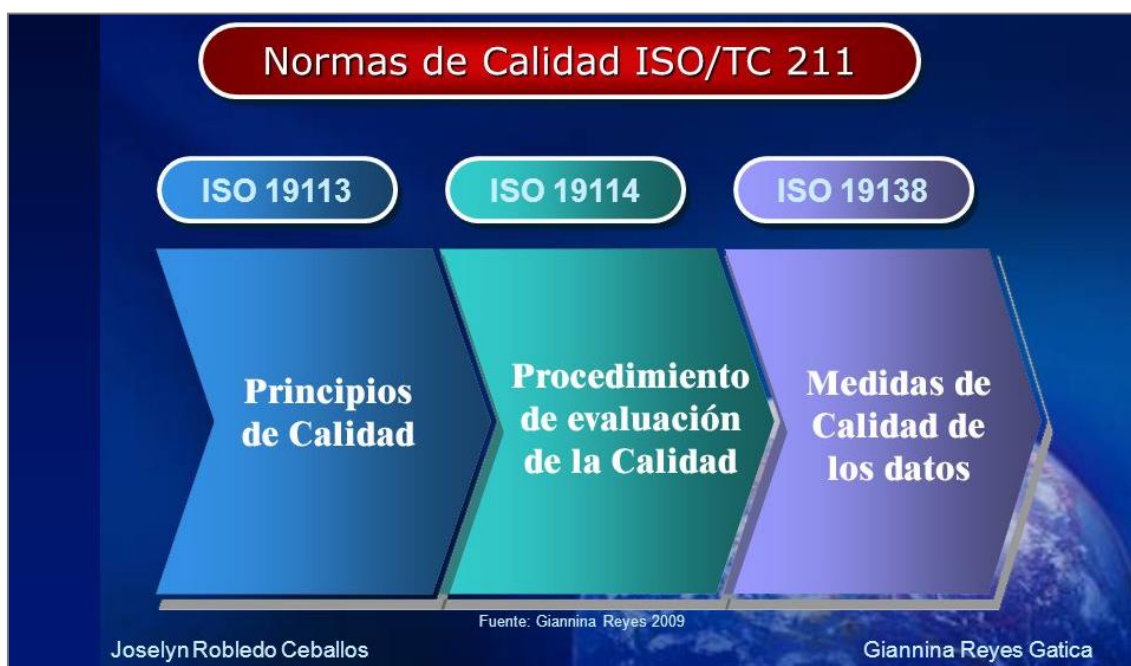 Normas de Calidad ISO/TC 211
ISO 19113
ISO 19114
ISO 19138
Principios
de Calidad
Procedimiento
de evaluación
de la Calidad
Medidas de
Calidad de
los datos
Fuente: Giannina Reyes 2009
Joselyn Robledo Ceballos
Giannina Reyes Gatica